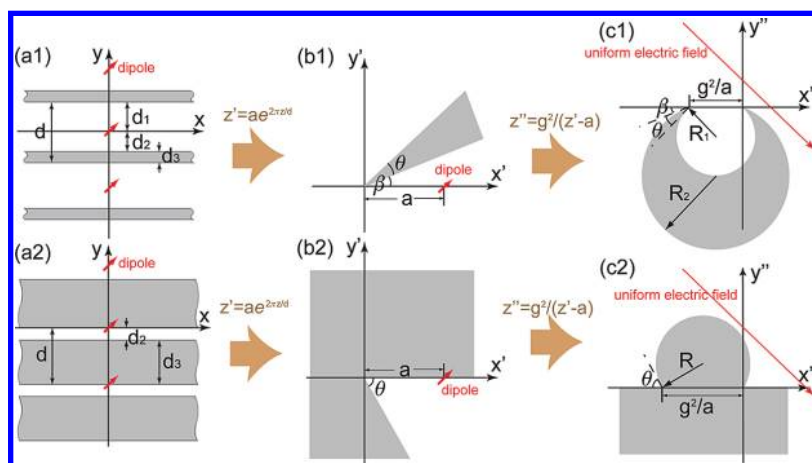 (a1)
y
dipole
d₁
x
d
d₂
d₃
z'=ae^{2πz/d}
(b1)
y'
θ
β
dipole
x'
a
z''=g²/(z'-a)
(c1)
y''
uniform electric field
g²/a
x''
β
θ
R₁
R₂
(a2)
y
dipole
x
d₂
d
d₃
z'=ae^{2πz/d}
(b2)
y'
a
x'
θ
dipole
z''=g²/(z'-a)
(c2)
y''
uniform electric field
R
θ
x''
g²/a